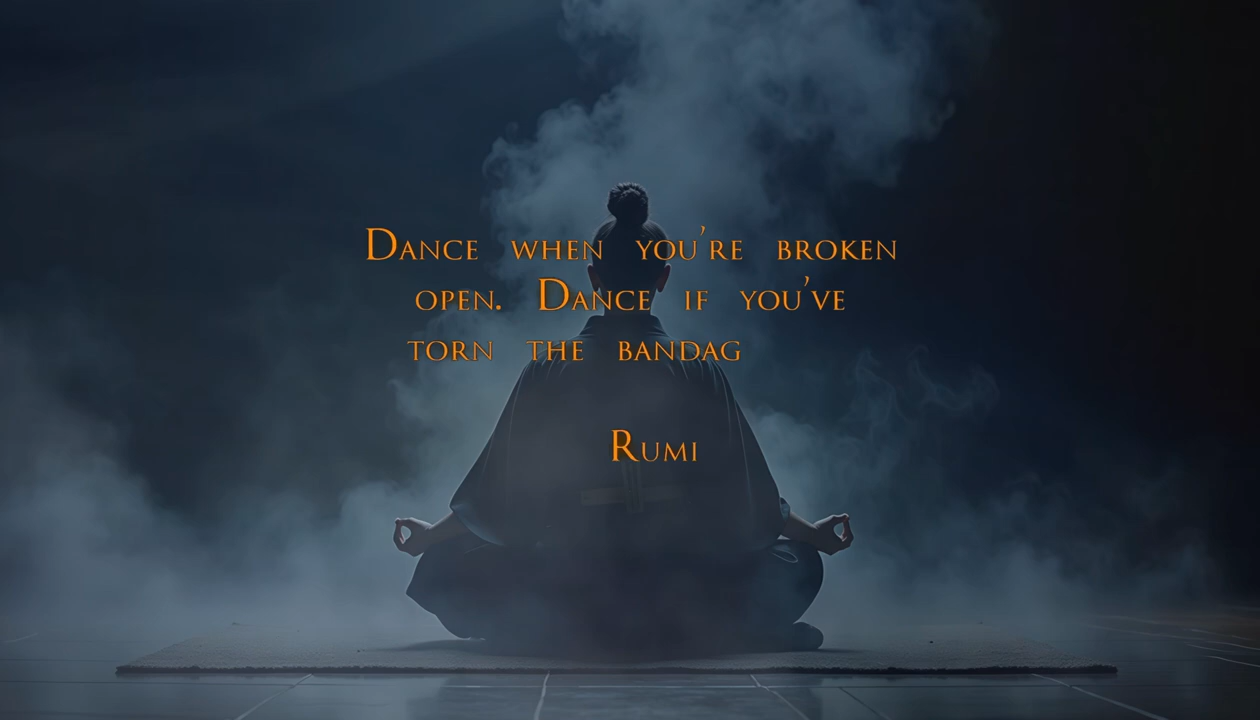 Dance when you're broken
open. Dance if you've
torn the bandag
Rumi